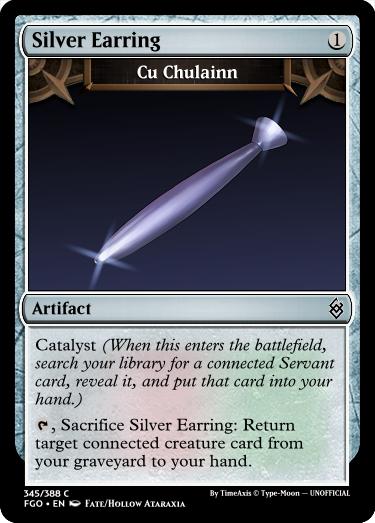 Silver Earring 1
Cu Chulainn
Artifact
Catalyst (When this enters the battlefield,
search your library for a connected Servant
card, reveal it, and put that card into your
hand.)
, Sacrifice Silver Earring: Return
target connected creature card from
your graveyard to your hand.
345/388 C
FGO • EN Fate/Hollow Ataraxia
By TimeAxis © Type-Moon — UNOFFICIAL